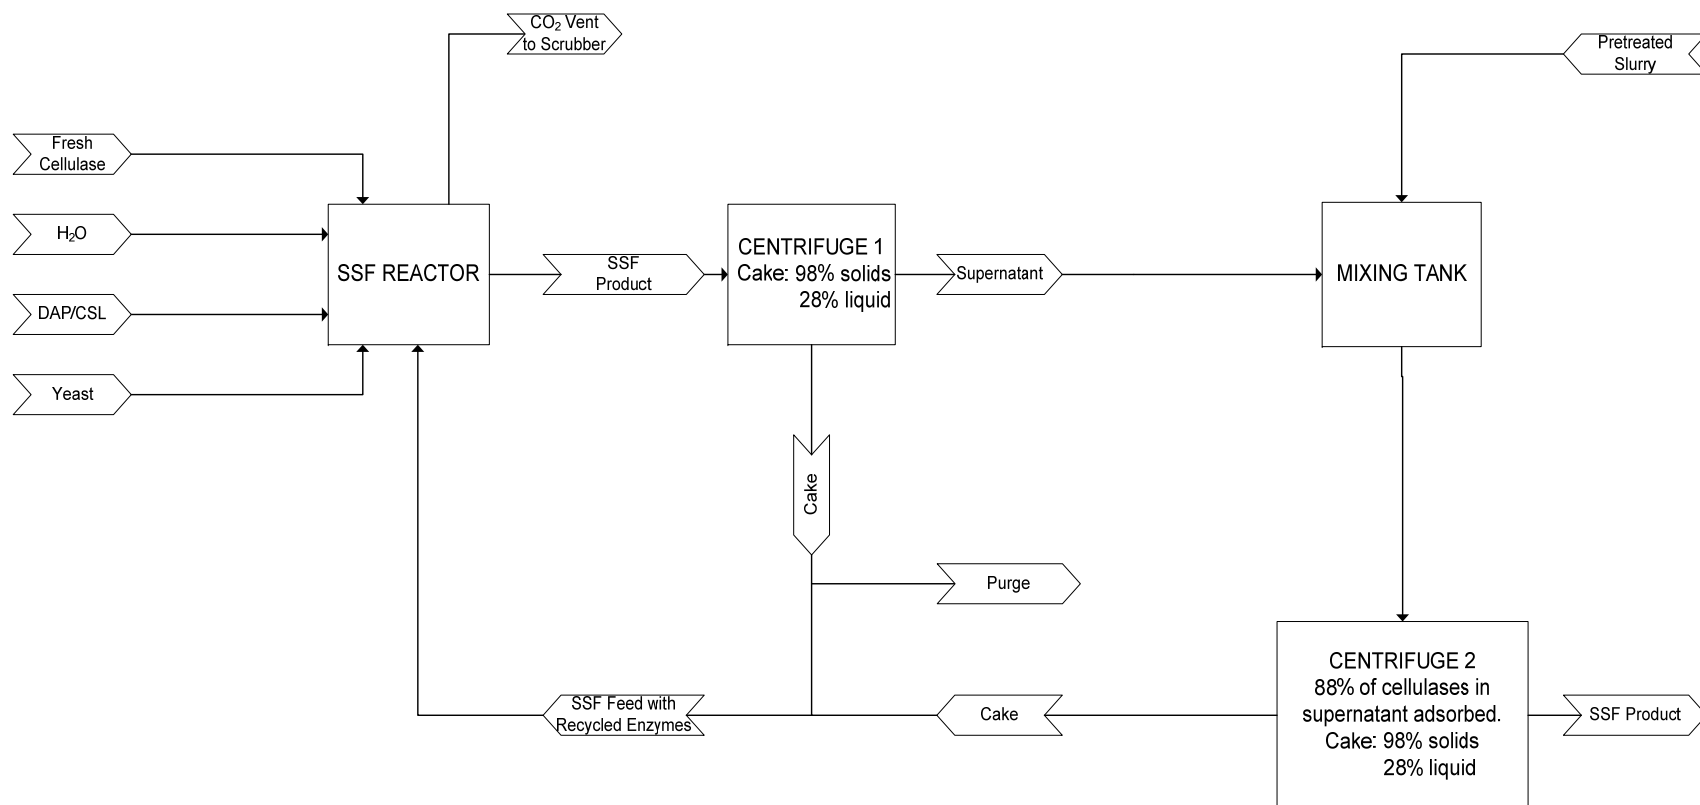 CO₂ Vent
to Scrubber
Pretreated
Slurry
Fresh
Cellulase
H₂O
DAP/CSL
Yeast
SSF REACTOR
SSF
Product
CENTRIFUGE 1
Cake: 98% solids
28% liquid
Supernatant
MIXING TANK
Cake
Purge
SSF Feed with
Recycled Enzymes
Cake
CENTRIFUGE 2
88% of cellulases in
supernatant adsorbed.
Cake: 98% solids
28% liquid
SSF Product